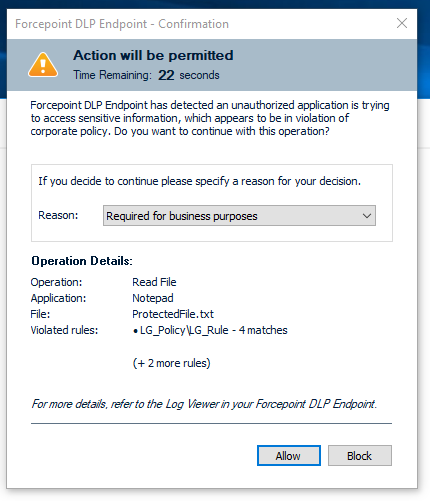 Forcepoint DLP Endpoint - Confirmation
Action will be permitted
Time Remaining: 22 seconds
Forcepoint DLP Endpoint has detected an unauthorized application is trying
to access sensitive information, which appears to be in violation of
corporate policy. Do you want to continue with this operation?
If you decide to continue please specify a reason for your decision.
Reason: Required for business purposes
Operation Details:
Operation: Read File
Application: Notepad
File: ProtectedFile.txt
Violated rules: • LG_Policy\LG_Rule - 4 matches
(+ 2 more rules)
For more details, refer to the Log Viewer in your Forcepoint DLP Endpoint.
Allow Block